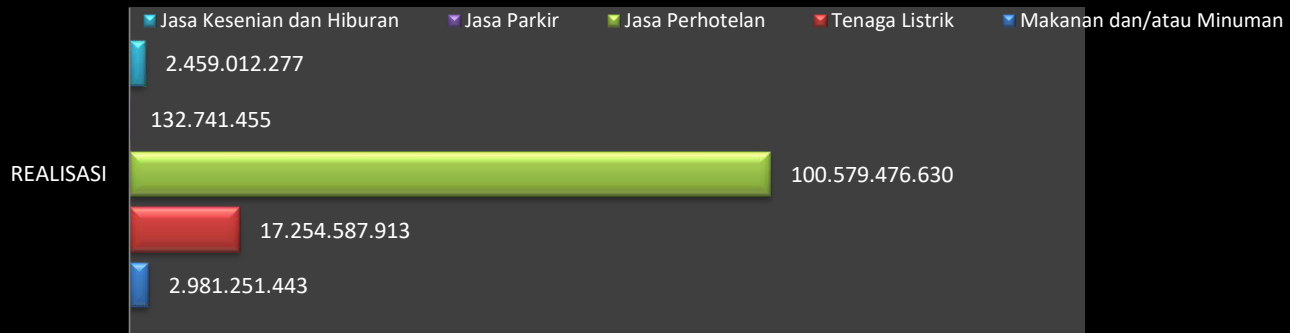 Jasa Kesenian dan Hiburan Jasa Parkir Jasa Perhotelan Tenaga Listrik Makanan dan/atau Minuman
2.459.012.277
132.741.455
REALISASI
100.579.476.630
17.254.587.913
2.981.251.443